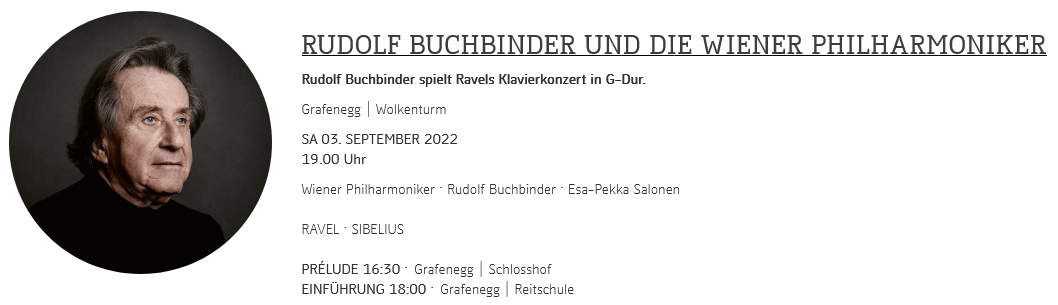 RUDOLF BUCHBINDER UND DIE WIENER PHILHARMONIKER
Rudolf Buchbinder spielt Ravels Klavierkonzert in G-Dur.
Grafenegg | Wolkenturm
SA 03. SEPTEMBER 2022
19.00 Uhr
Wiener Philharmoniker · Rudolf Buchbinder · Esa-Pekka Salonen
RAVEL · SIBELIUS
PRÉLUDE 16:30 · Grafenegg | Schlosshof
EINFÜHRUNG 18:00 · Grafenegg | Reitschule